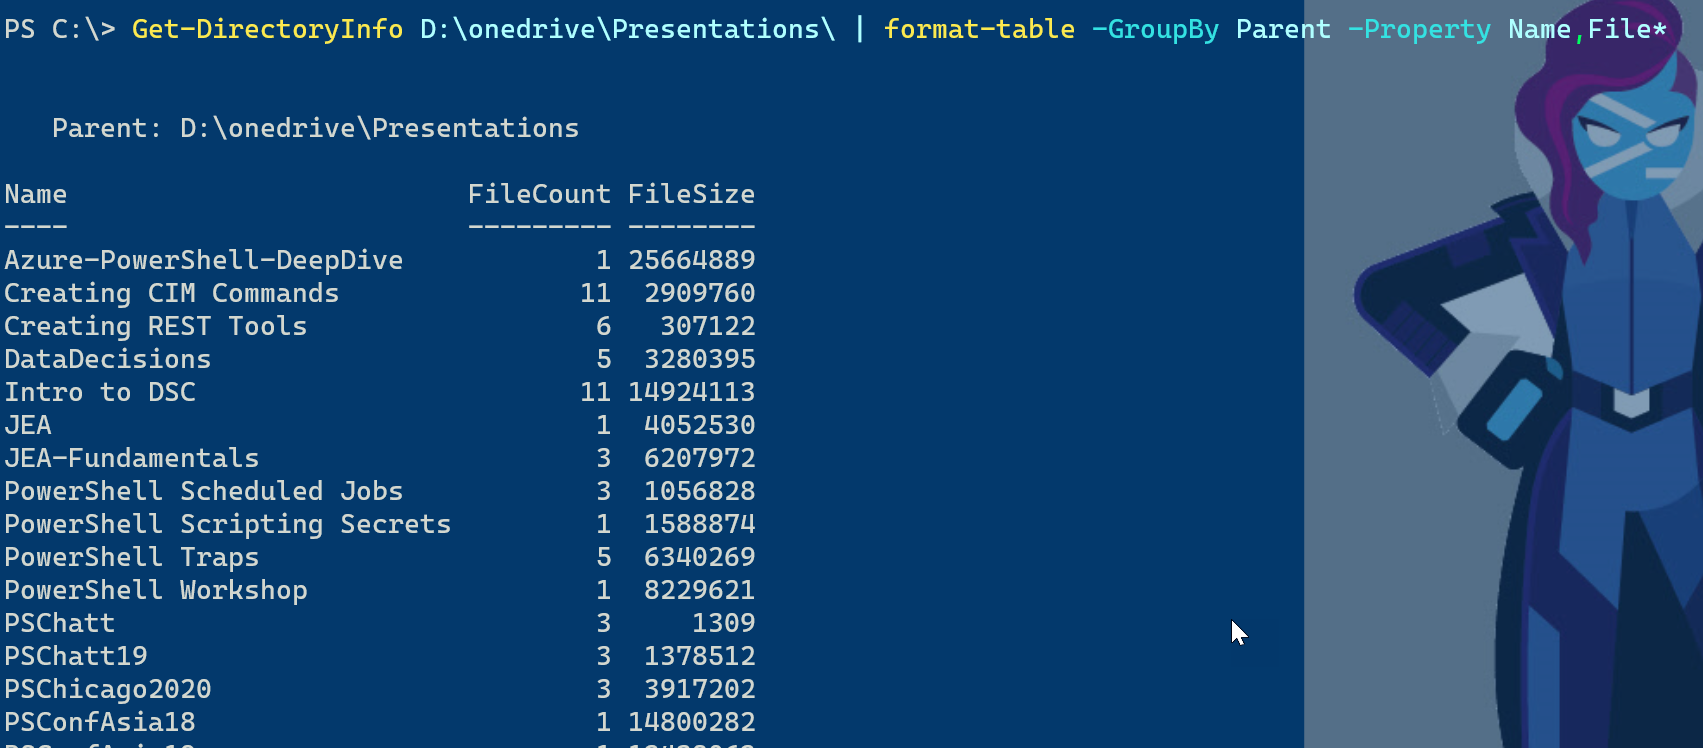 PS C:\> Get-DirectoryInfo D:\onedrive\Presentations\ | format-table -GroupBy Parent -Property Name,File*
Parent: D:\onedrive\Presentations
Name FileCount FileSize
---- --------- --------
Azure-PowerShell-DeepDive 1 25664889
Creating CIM Commands 11 2909760
Creating REST Tools 6 307122
DataDecisions 5 3280395
Intro to DSC 11 14924113
JEA 1 4052530
JEA-Fundamentals 3 6207972
PowerShell Scheduled Jobs 3 1056828
PowerShell Scripting Secrets 1 1588874
PowerShell Traps 5 6340269
PowerShell Workshop 1 8229621
PSChatt 3 1309
PSChatt19 3 1378512
PSChicago2020 3 3917202
PSConfAsia18 1 14800282